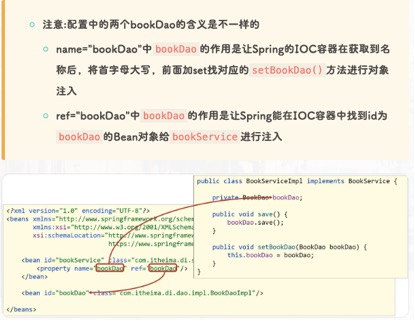 注意:配置中的两个bookDao的含义是不一样的
name="bookDao"中 bookDao 的作用是让Spring的IOC容器在获取到名
称后，将首字母大写，前面加set找对应的 setBookDao() 方法进行对象
注入
ref="bookDao"中 bookDao 的作用是让Spring能在IOC容器中找到id为
bookDao 的Bean对象给 bookService 进行注入
public class BookServiceImpl implements BookService {
private BookDao bookDao;
public void save() {
bookDao.save();
}
public void setBookDao(BookDao bookDao) {
this.bookDao = bookDao;
}
}
<?xml version="1.0" encoding="UTF-8"?>
<beans xmlns="http://www.springframework.org/schem
xmlns:xsi="http://www.w3.org/2001/XMLSchema
xsi:schemaLocation="http://www.springframew
https://www.springframe
<bean id="bookService" class="com.itheima.di.s
<property name="bookDao" ref="bookDao"/>
</bean>
<bean id="bookDao" class="com.itheima.di.dao.impl.BookDaoImpl"/>
</beans>